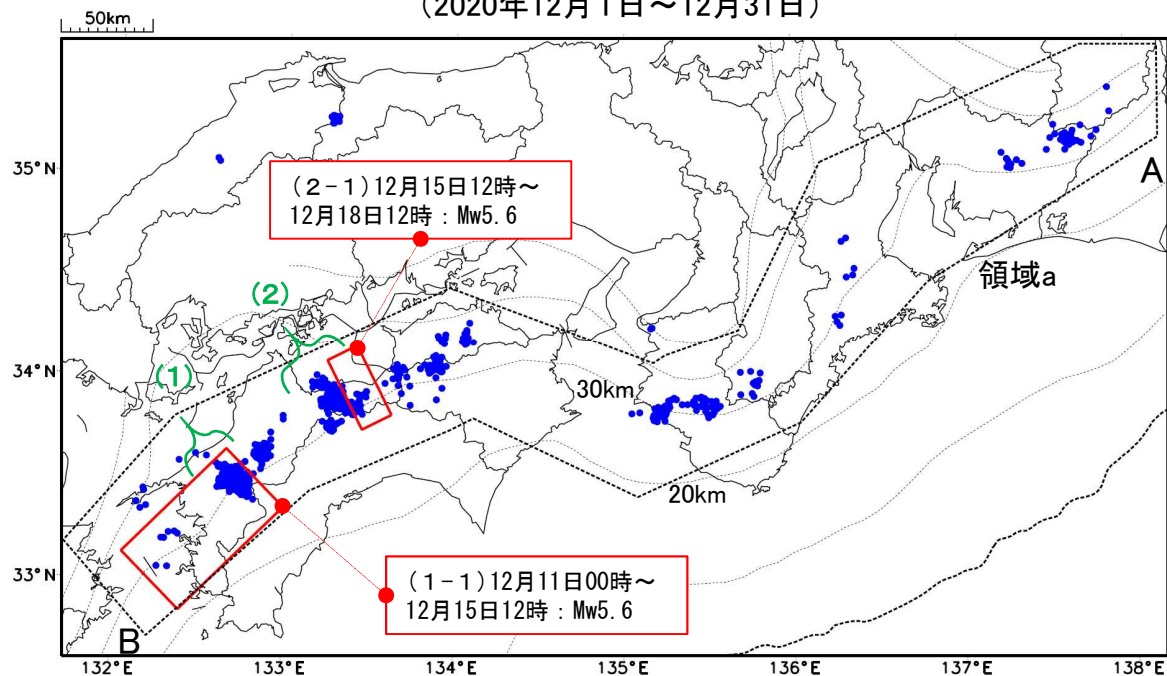 (2020年12月1日～12月31日)
50km
35°N
34°N
33°N
(2-1)12月15日12時～
12月18日12時：Mw5.6
A
領域a
(2)
(1)
30km
20km
(1-1)12月11日00時～
12月15日12時：Mw5.6
B
132°E
133°E
134°E
135°E
136°E
137°E
138°E